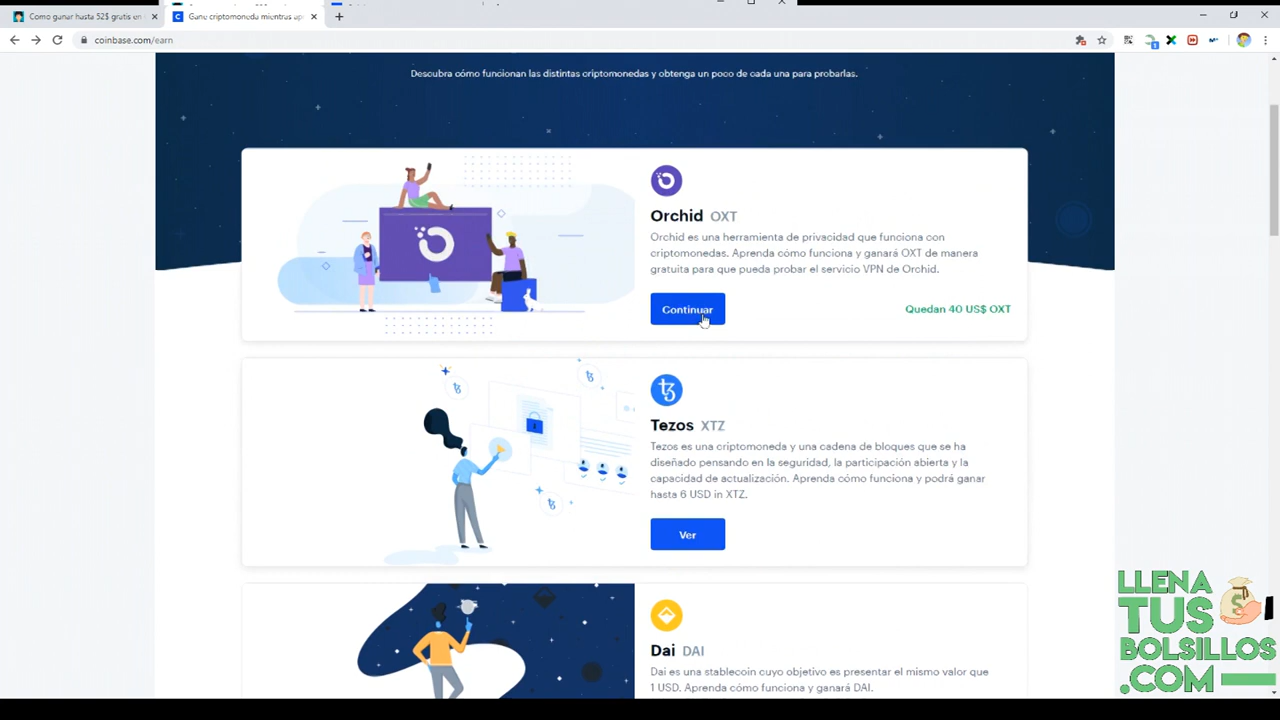 Como ganar hasta 52$ gratis en
Gane criptomoneda mientras ap
coinbase.com/earn
Descubra cómo funcionan las distintas criptomonedas y obtenga un poco de cada una para probarlas.
Orchid OXT
Orchid es una herramienta de privacidad que funciona con
criptomonedas. Aprenda cómo funciona y ganará OXT de manera
gratuita para que pueda probar el servicio VPN de Orchid.
Continuar
Quedan 40 US$ OXT
Tezos XTZ
Tezos es una criptomoneda y una cadena de bloques que se ha
diseñado pensando en la seguridad, la participación abierta y la
capacidad de actualización. Aprenda cómo funciona y podrá ganar
hasta 6 USD in XTZ.
Ver
Dai DAI
Dai es una stablecoin cuyo objetivo es presentar el mismo valor que
1 USD. Aprenda cómo funciona y ganará DAI.
LLENA
TUS
BOLSILLOS
.COM